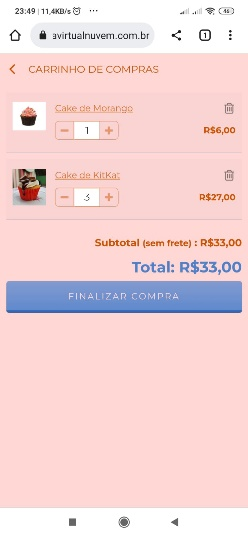 23:49 | 11,4KB/s
46
avirtualnuvem.com.br
1
CARRINHO DE COMPRAS
Cake de Morango
1
R$6,00
Cake de KitKat
3
R$27,00
Subtotal (sem frete) : R$33,00
Total: R$33,00
FINALIZAR COMPRA